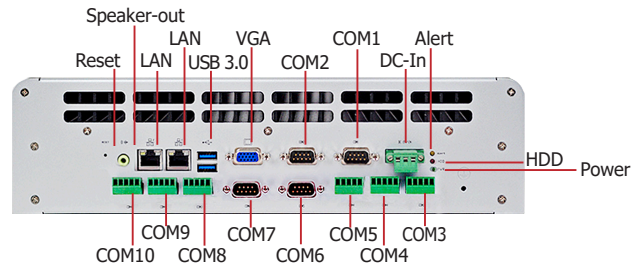 Speaker-out
LAN VGA COM1 Alert
Reset LAN USB 3.0 COM2 DC-In
HDD
Power
COM9 COM7 COM5 COM3
COM10 COM8 COM6 COM4